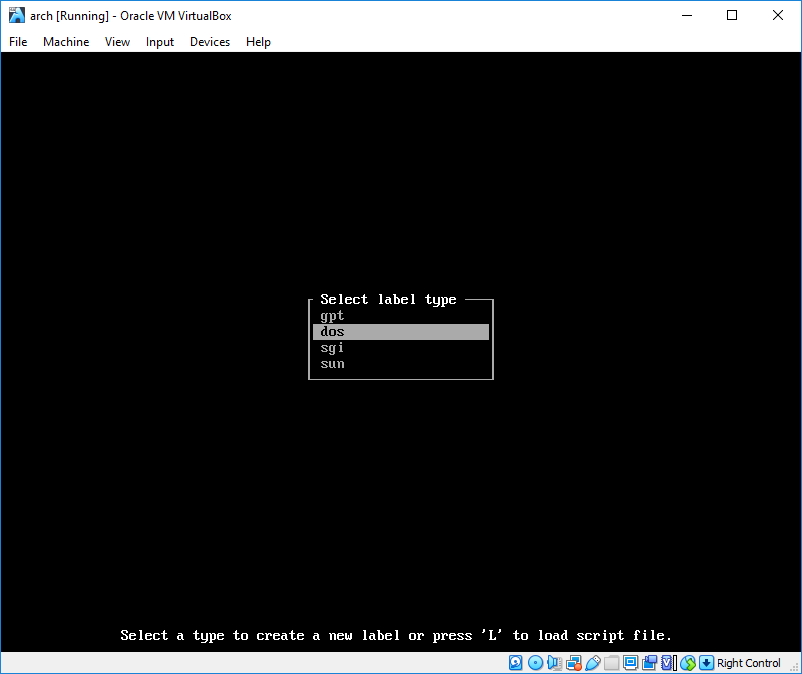 arch [Running] - Oracle VM VirtualBox
File Machine View Input Devices Help
Select label type
gpt
dos
sgi
sun
Select a type to create a new label or press 'L' to load script file.
Right Control